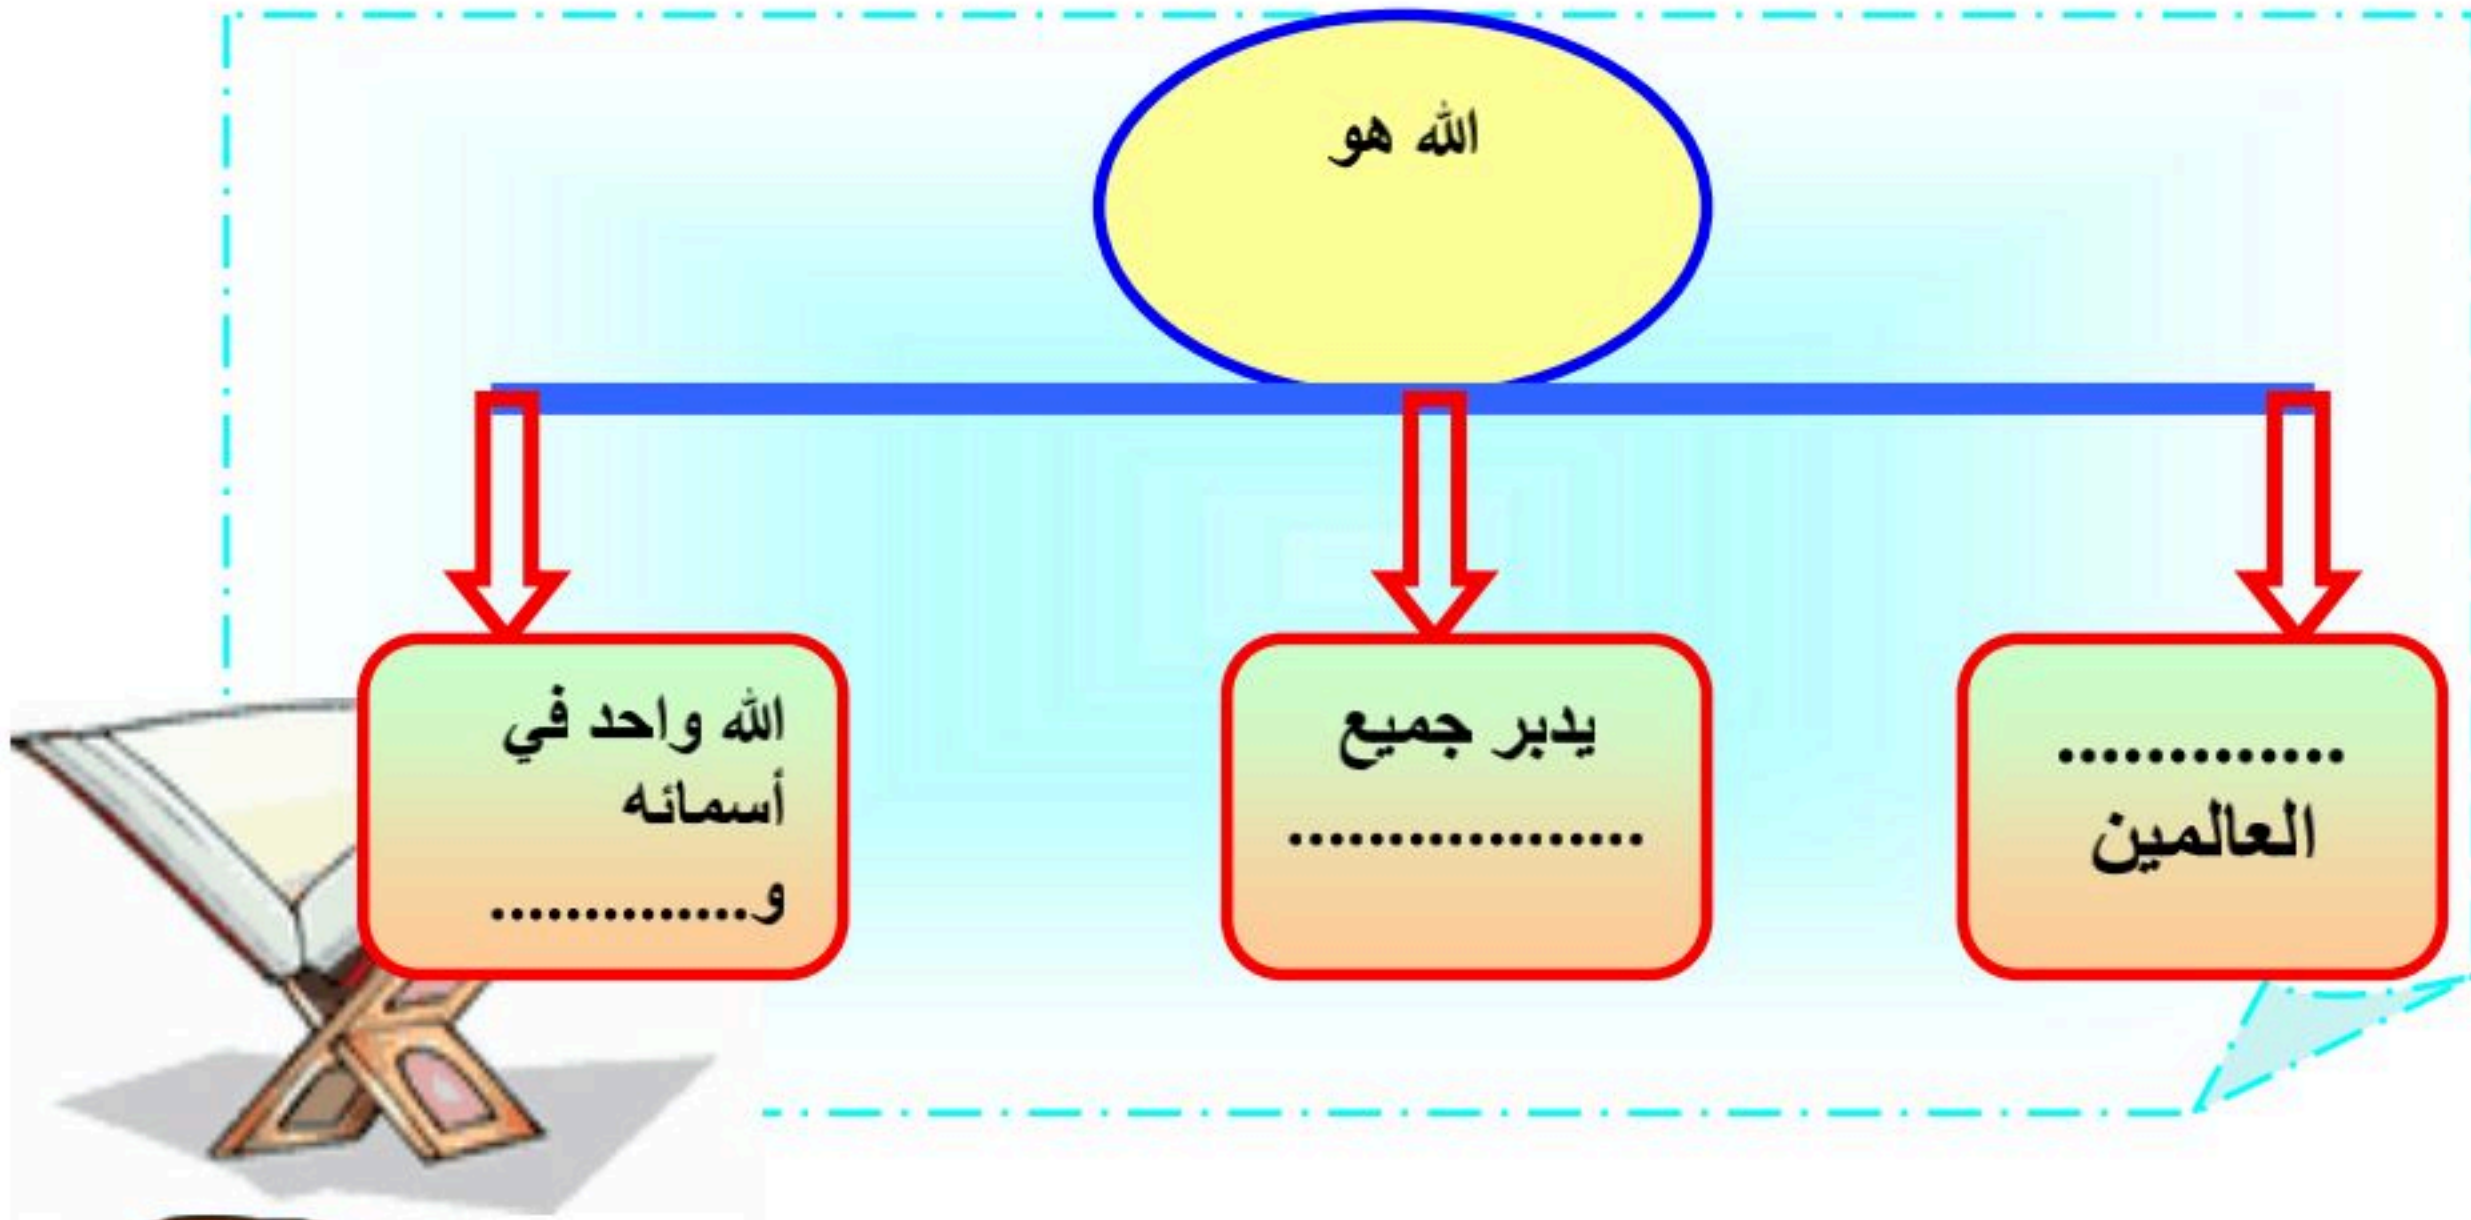 الله هو
.............
العالمين
يدبر جميع
..................
الله واحد في
أسمائه
و..............